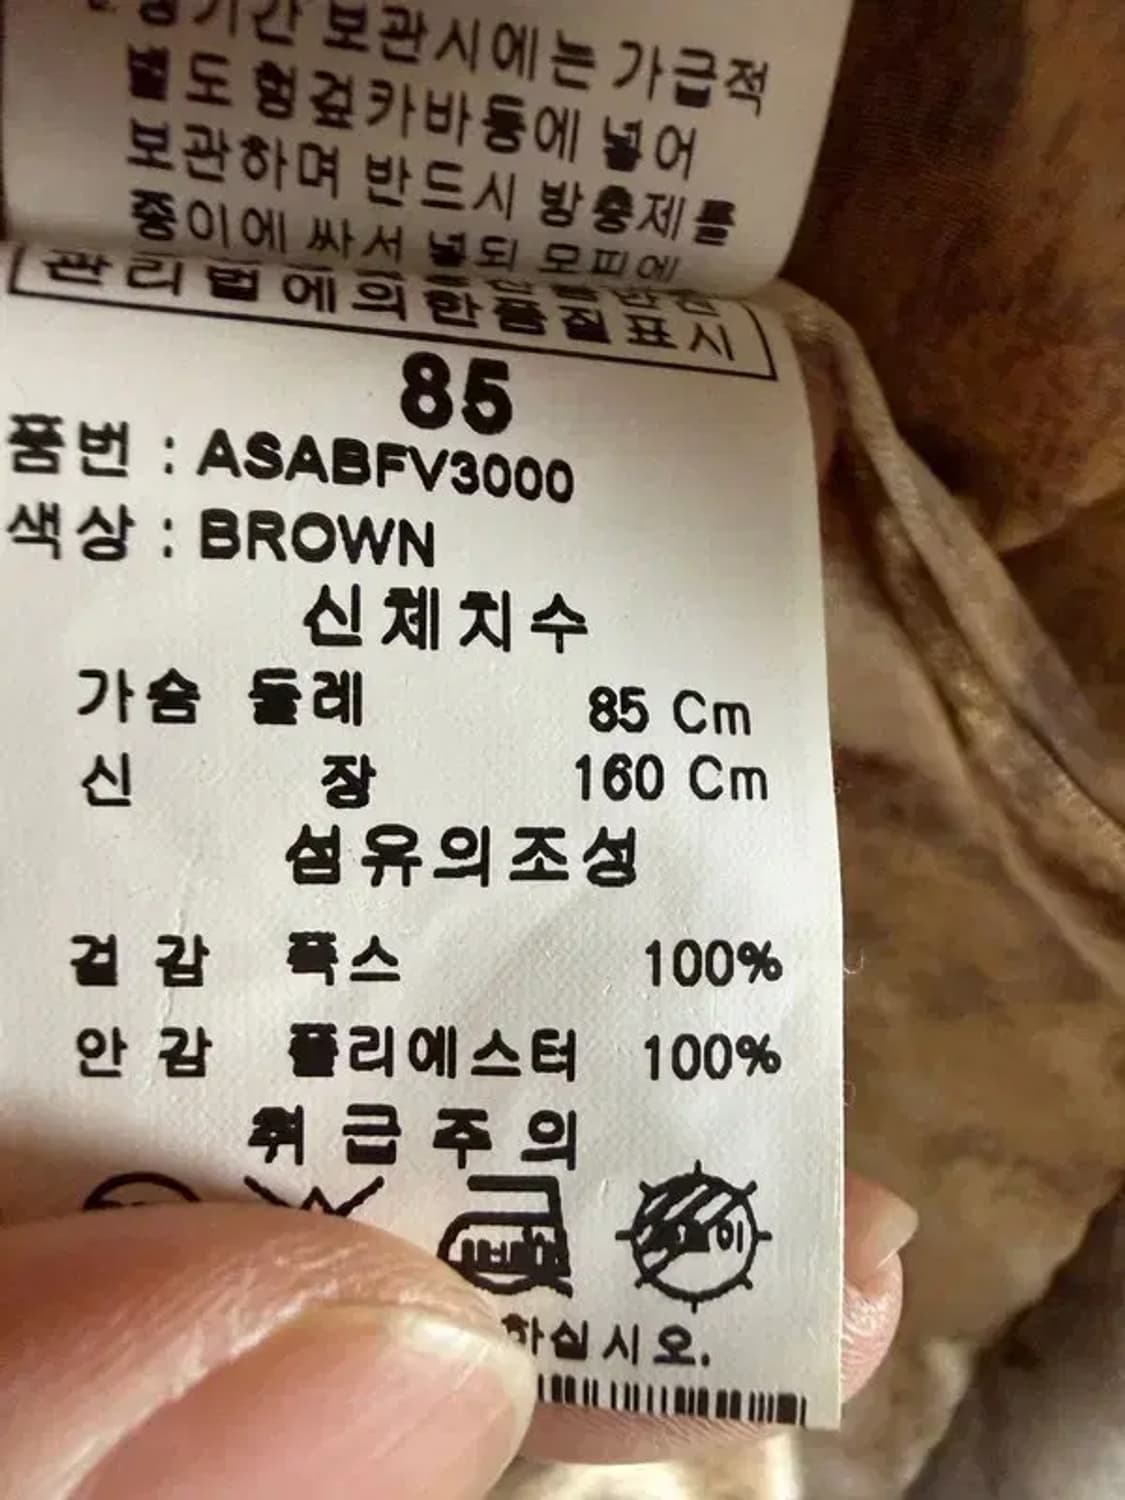 기간 보관시에는 가급적
별도 헝겊카바등에 넣어
보관하며 반드시 방충제를
종이에 싸서 넣되 모피에
관리법에의한품질표시
85
품번 : ASABFV3000
색상 : BROWN
신체치수
가슴 둘레 85 Cm
신 장 160 Cm
섬유의조성
겉 감 폭스 100%
안 감 폴리에스터 100%
취급주의
하십시오.